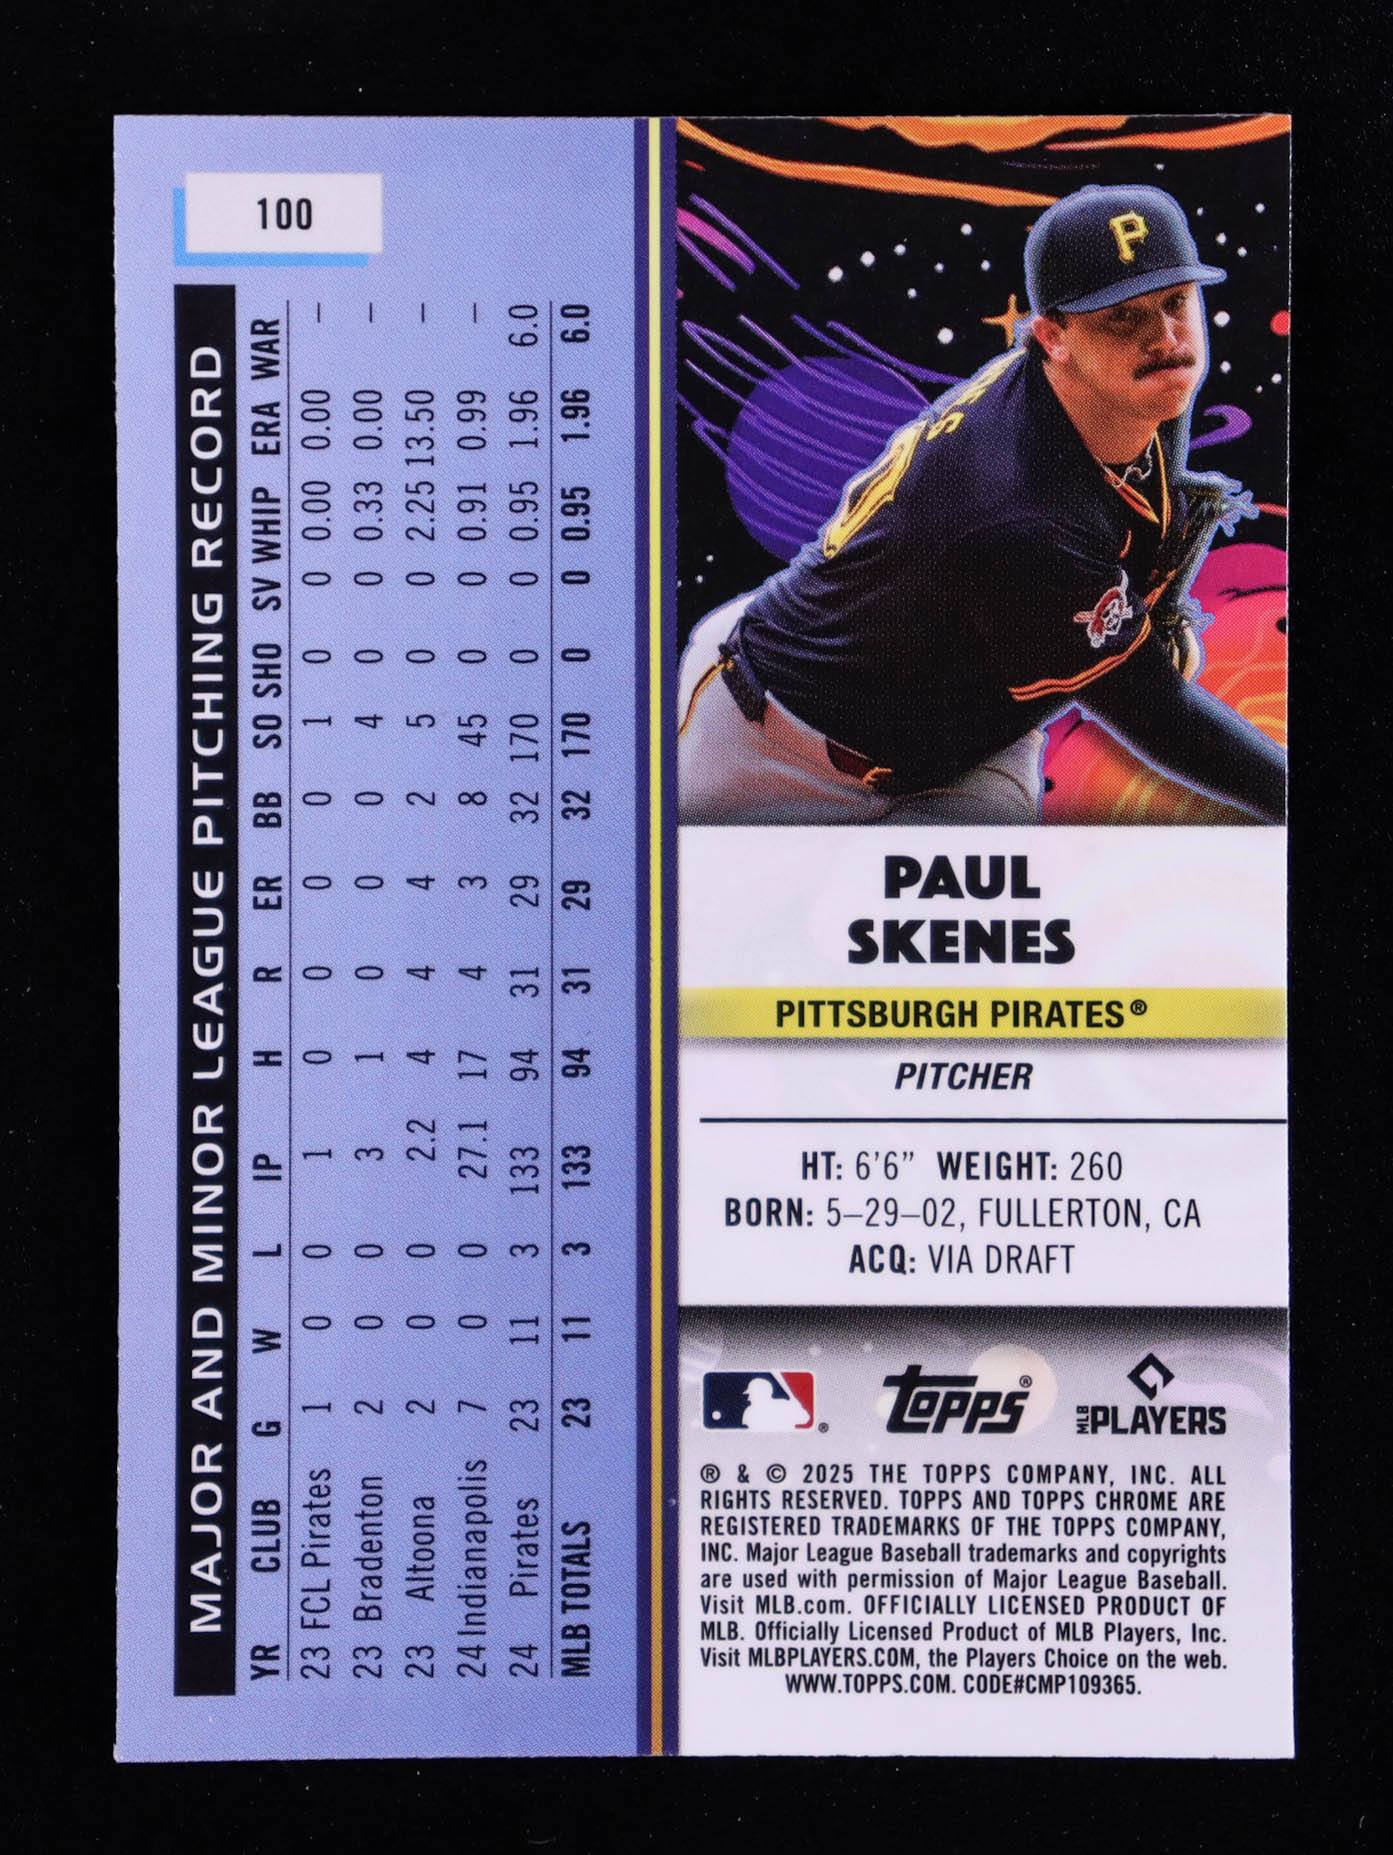 100
MAJOR AND MINOR LEAGUE PITCHING RECORD
YR CLUB G W L IP H R ER BB SO SHO SV WHIP ERA WAR
23 FCL Pirates 1 0 0 1 0 0 0 0 1 0 0 0.00 0.00 –
23 Bradenton 2 0 0 3 1 0 0 0 4 0 0 0.33 0.00 –
23 Altoona 2 0 0 2.2 4 4 4 2 5 0 0 2.25 13.50 –
24 Indianapolis 7 0 0 27.1 17 4 3 8 45 0 0 0.91 0.99 –
24 Pirates 23 11 3 133 94 31 29 32 170 0 0 0.95 1.96 6.0
MLB TOTALS 23 11 3 133 94 31 29 32 170 0 0 0.95 1.96 6.0
P
PAUL
SKENES
PITTSBURGH PIRATES®
PITCHER
HT: 6'6" WEIGHT: 260
BORN: 5–29–02, FULLERTON, CA
ACQ: VIA DRAFT
® topps® MLB PLAYERS
® & © 2025 THE TOPPS COMPANY, INC. ALL
RIGHTS RESERVED. TOPPS AND TOPPS CHROME ARE
REGISTERED TRADEMARKS OF THE TOPPS COMPANY,
INC. Major League Baseball trademarks and copyrights
are used with permission of Major League Baseball.
Visit MLB.com. OFFICIALLY LICENSED PRODUCT OF
MLB. Officially Licensed Product of MLB Players, Inc.
Visit MLBPLAYERS.COM, the Players Choice on the web.
WWW.TOPPS.COM. CODE#CMP109365.